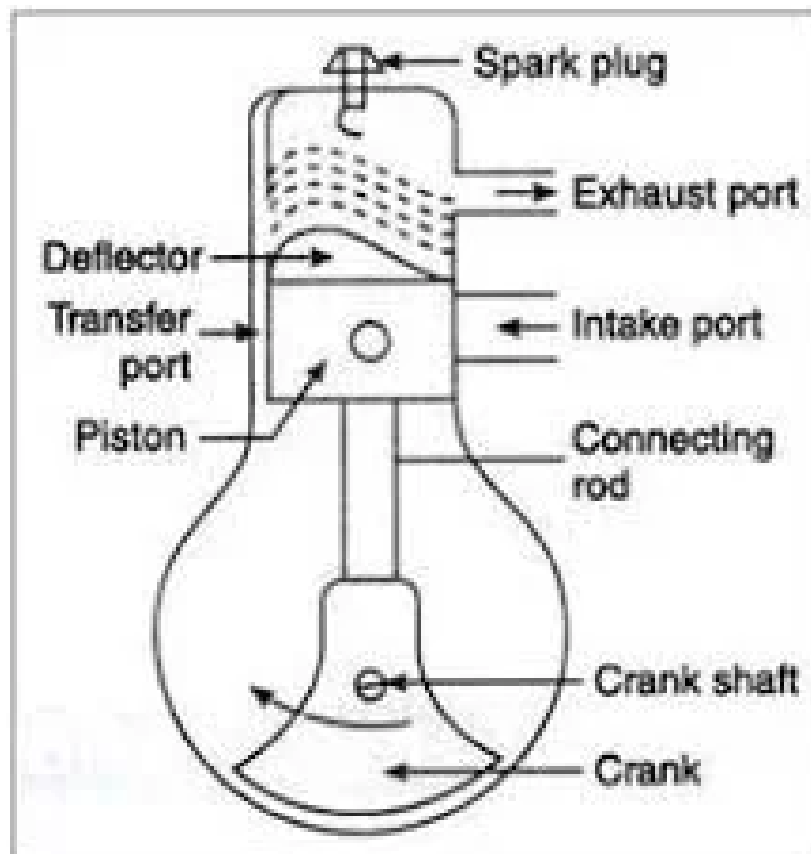 Spark plug
Exhaust port
Deflector
Transfer
port
Intake port
Piston
Connecting
rod
Crank shaft
Crank